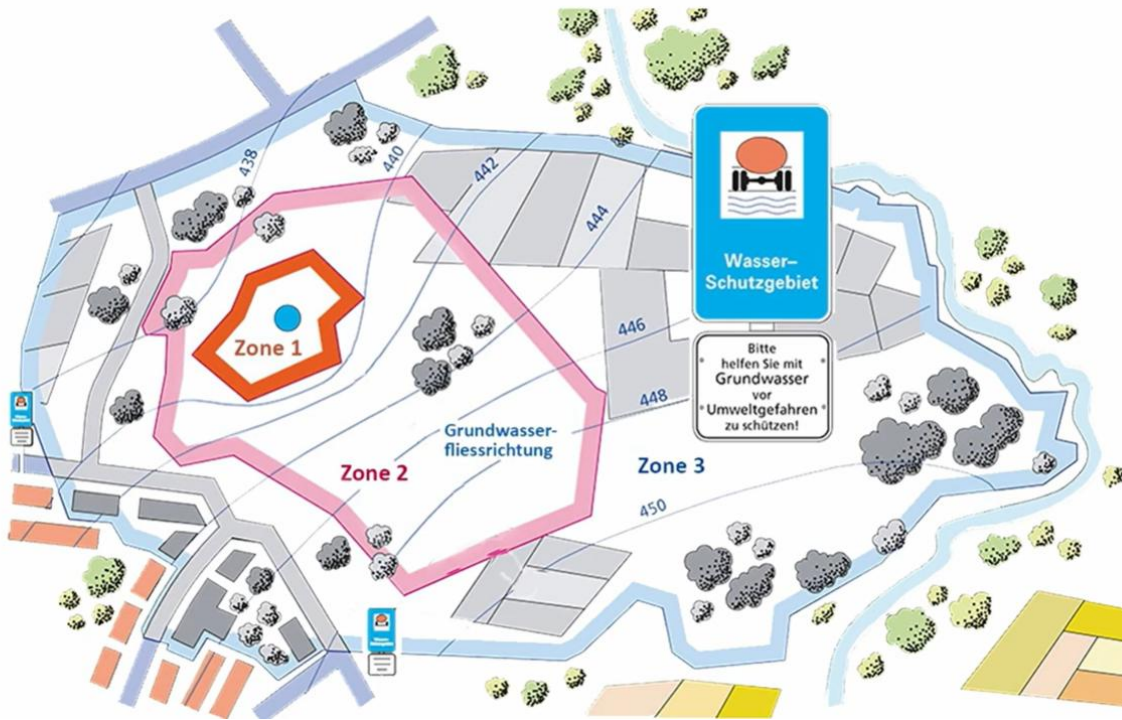 438
440
442
444
Wasser–
Schutzgebiet
Zone 1
446
Bitte
helfen Sie mit
Grundwasser
vor
Umweltgefahren
zu schützen!
448
Grundwasser-
fliessrichtung
Zone 2
Zone 3
450